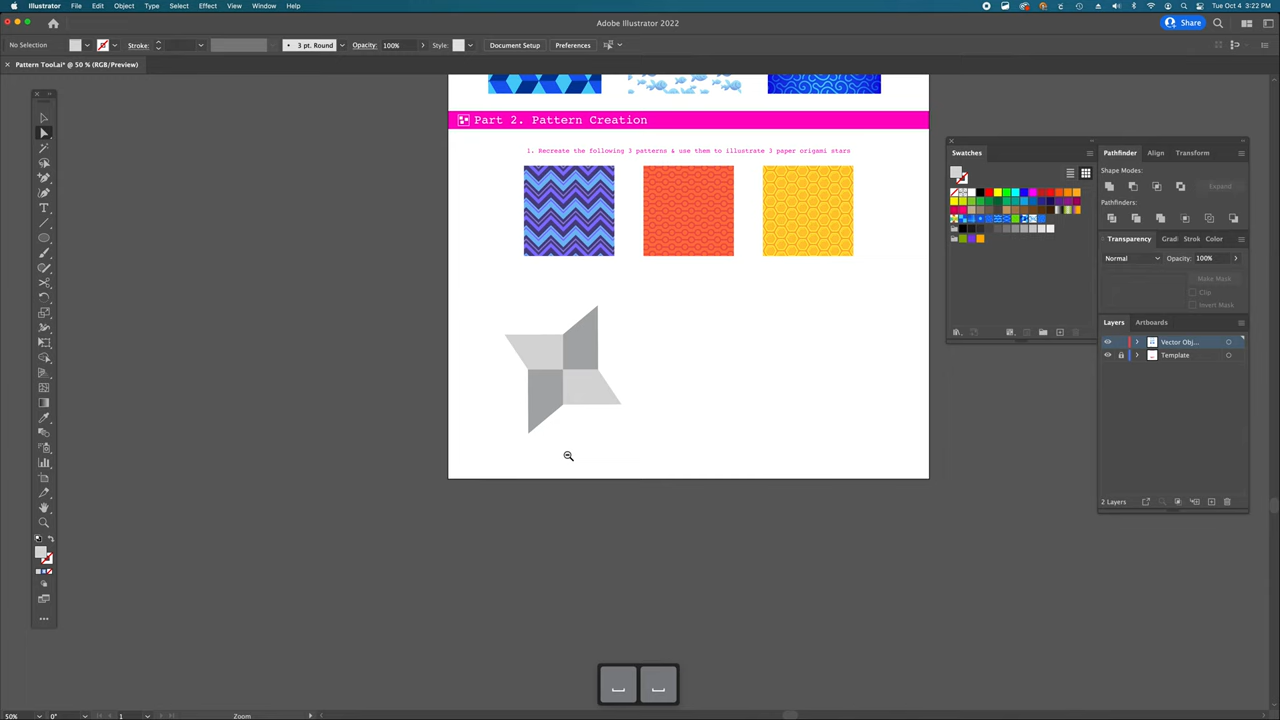 Illustrator File Edit Object Type Select Effect View Window Help
Tue Oct 4 3:22 PM
Adobe Illustrator 2022
Share
No Selection
Stroke:
3 pt. Round
Opacity: 100%
Style:
Document Setup
Preferences
Pattern Tool.ai* @ 50 % (RGB/Preview)
Part 2. Pattern Creation
1. Recreate the following 3 patterns & use them to illustrate 3 paper origami stars
Swatches
Pathfinder Align Transform
Shape Modes:
Expand
Pathfinders:
Transparency Gradi Strok Color
Normal Opacity: 100%
Make Mask
Clip
Invert Mask
Layers Artboards
Vector Obj...
Template
2 Layers
50% 0° 1 Zoom